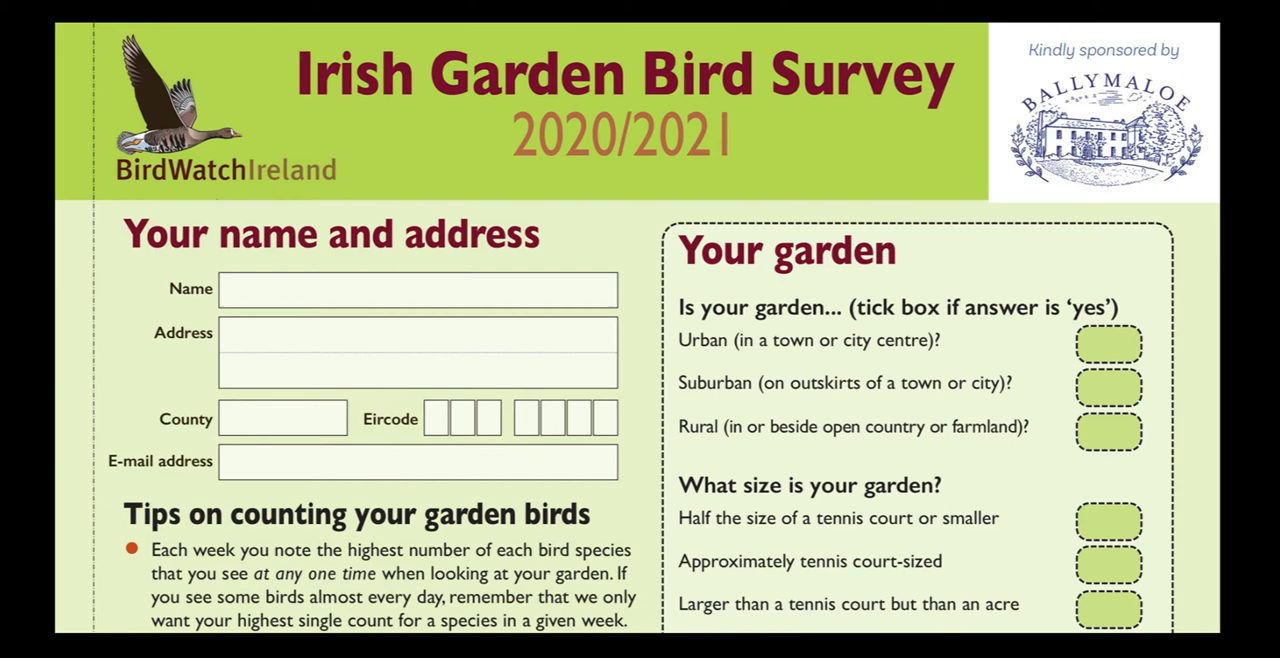 Irish Garden Bird Survey
2020/2021
BirdWatchIreland
Kindly sponsored by
BALLYMALOE
Your name and address
Name
Address
County
Eircode
E-mail address
Tips on counting your garden birds
Each week you note the highest number of each bird species
that you see at any one time when looking at your garden. If
you see some birds almost every day, remember that we only
want your highest single count for a species in a given week.
Your garden
Is your garden... (tick box if answer is ‘yes’)
Urban (in a town or city centre)?
Suburban (on outskirts of a town or city)?
Rural (in or beside open country or farmland)?
What size is your garden?
Half the size of a tennis court or smaller
Approximately tennis court-sized
Larger than a tennis court but than an acre